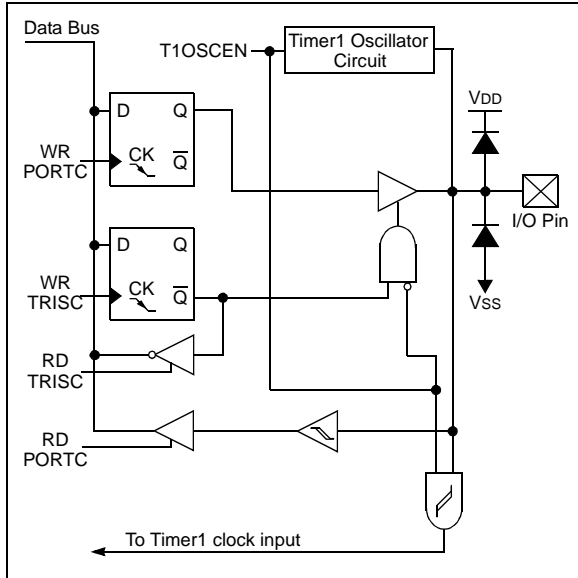 Data Bus
T1OSCEN
Timer1 Oscillator
Circuit
VDD
D Q
WR
PORTC
CK
Q
I/O Pin
D Q
WR
TRISC
CK
Q
VSS
RD
TRISC
RD
PORTC
To Timer1 clock input